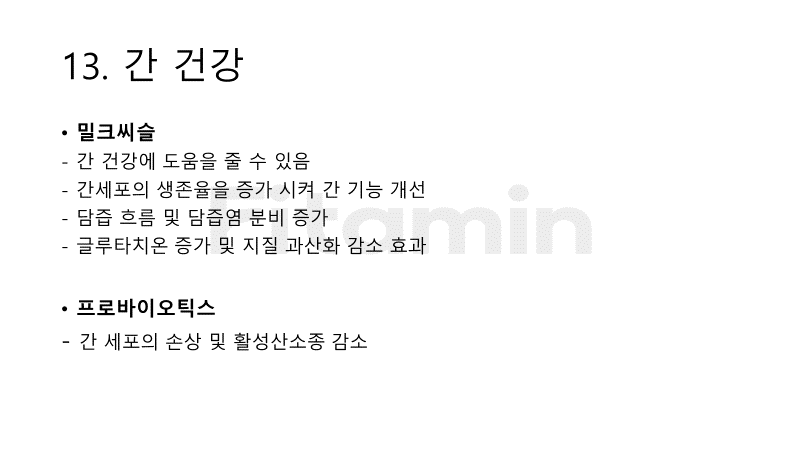 13. 간 건강
• 밀크씨슬
- 간 건강에 도움을 줄 수 있음
- 간세포의 생존율을 증가 시켜 간 기능 개선
- 담즙 흐름 및 담즙염 분비 증가
- 글루타치온 증가 및 지질 과산화 감소 효과
Fitamin
• 프로바이오틱스
- 간 세포의 손상 및 활성산소종 감소